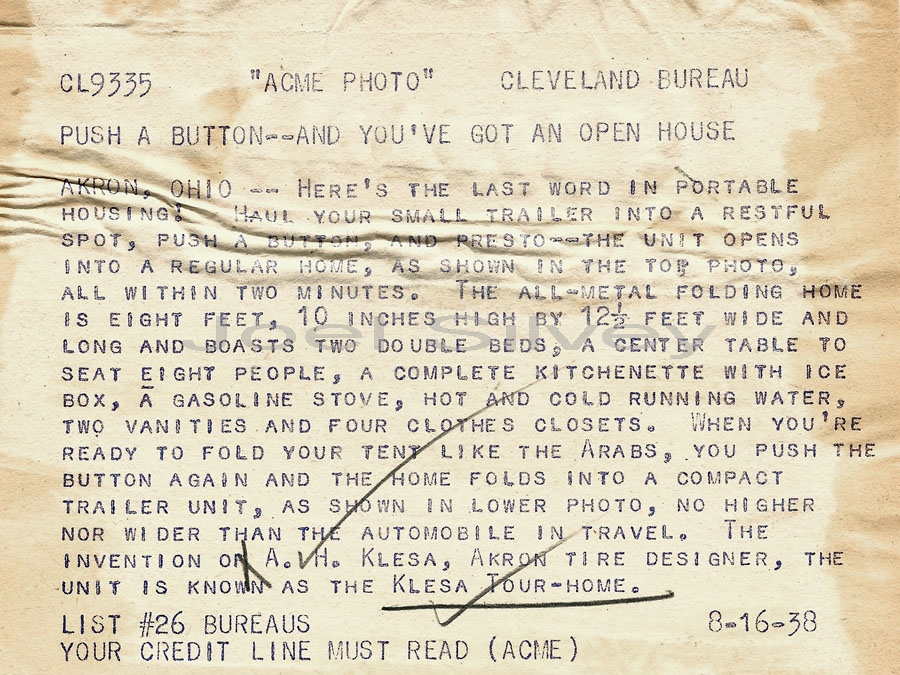 CL9335 "ACME PHOTO" CLEVELAND BUREAU
PUSH A BUTTON--AND YOU'VE GOT AN OPEN HOUSE
AKRON, OHIO -- HERE'S THE LAST WORD IN PORTABLE
HOUSING! HAUL YOUR SMALL TRAILER INTO A RESTFUL
SPOT, PUSH A BUTTON, AND PRESTO--THE UNIT OPENS
INTO A REGULAR HOME, AS SHOWN IN THE TOP PHOTO,
ALL WITHIN TWO MINUTES. THE ALL-METAL FOLDING HOME
IS EIGHT FEET, 10 INCHES HIGH BY 12½ FEET WIDE AND
LONG AND BOASTS TWO DOUBLE BEDS, A CENTER TABLE TO
SEAT EIGHT PEOPLE, A COMPLETE KITCHENETTE WITH ICE
BOX, A GASOLINE STOVE, HOT AND COLD RUNNING WATER,
TWO VANITIES AND FOUR CLOTHES CLOSETS. WHEN YOU'RE
READY TO FOLD YOUR TENT LIKE THE ARABS, YOU PUSH THE
BUTTON AGAIN AND THE HOME FOLDS INTO A COMPACT
TRAILER UNIT, AS SHOWN IN LOWER PHOTO, NO HIGHER
NOR WIDER THAN THE AUTOMOBILE IN TRAVEL. THE
INVENTION OF A. H. KLESA, AKRON TIRE DESIGNER, THE
UNIT IS KNOWN AS THE KLESA TOUR-HOME.
LIST #26 BUREAUS 8-16-38
YOUR CREDIT LINE MUST READ (ACME)
Joel Silvey